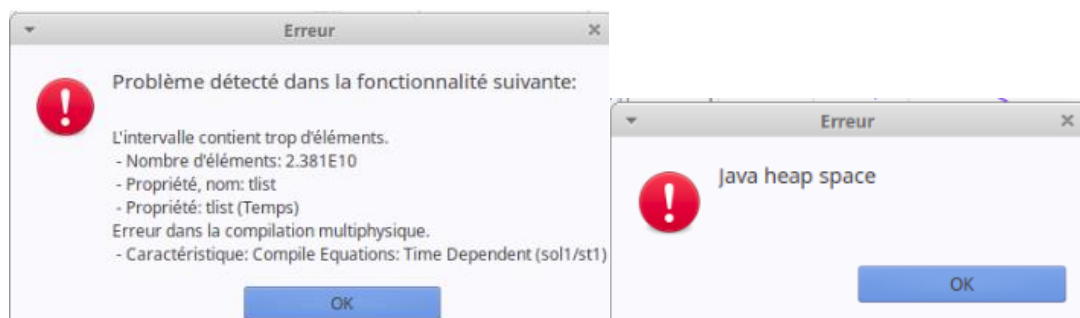 Erreur
Problème détecté dans la fonctionnalité suivante:
L'intervalle contient trop d'éléments.
- Nombre d'éléments: 2.381E10
- Propriété, nom: tlist
- Propriété: tlist (Temps)
Erreur dans la compilation multiphysique.
- Caractéristique: Compile Equations: Time Dependent (sol1/st1)
OK
Erreur
Java heap space
OK